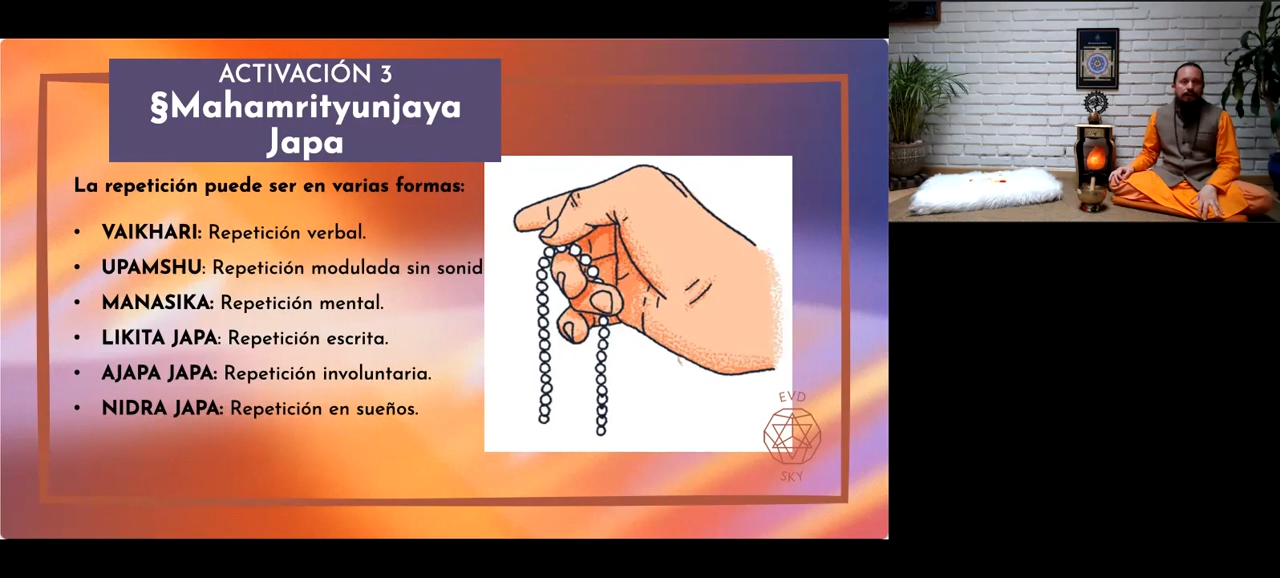 ACTIVACIÓN 3
§Mahamrityunjaya
Japa
La repetición puede ser en varias formas:
• VAIKHARI: Repetición verbal.
• UPAMSHU: Repetición modulada sin sonid
• MANASIKA: Repetición mental.
• LIKITA JAPA: Repetición escrita.
• AJAPA JAPA: Repetición involuntaria.
• NIDRA JAPA: Repetición en sueños.
EVD
SKY